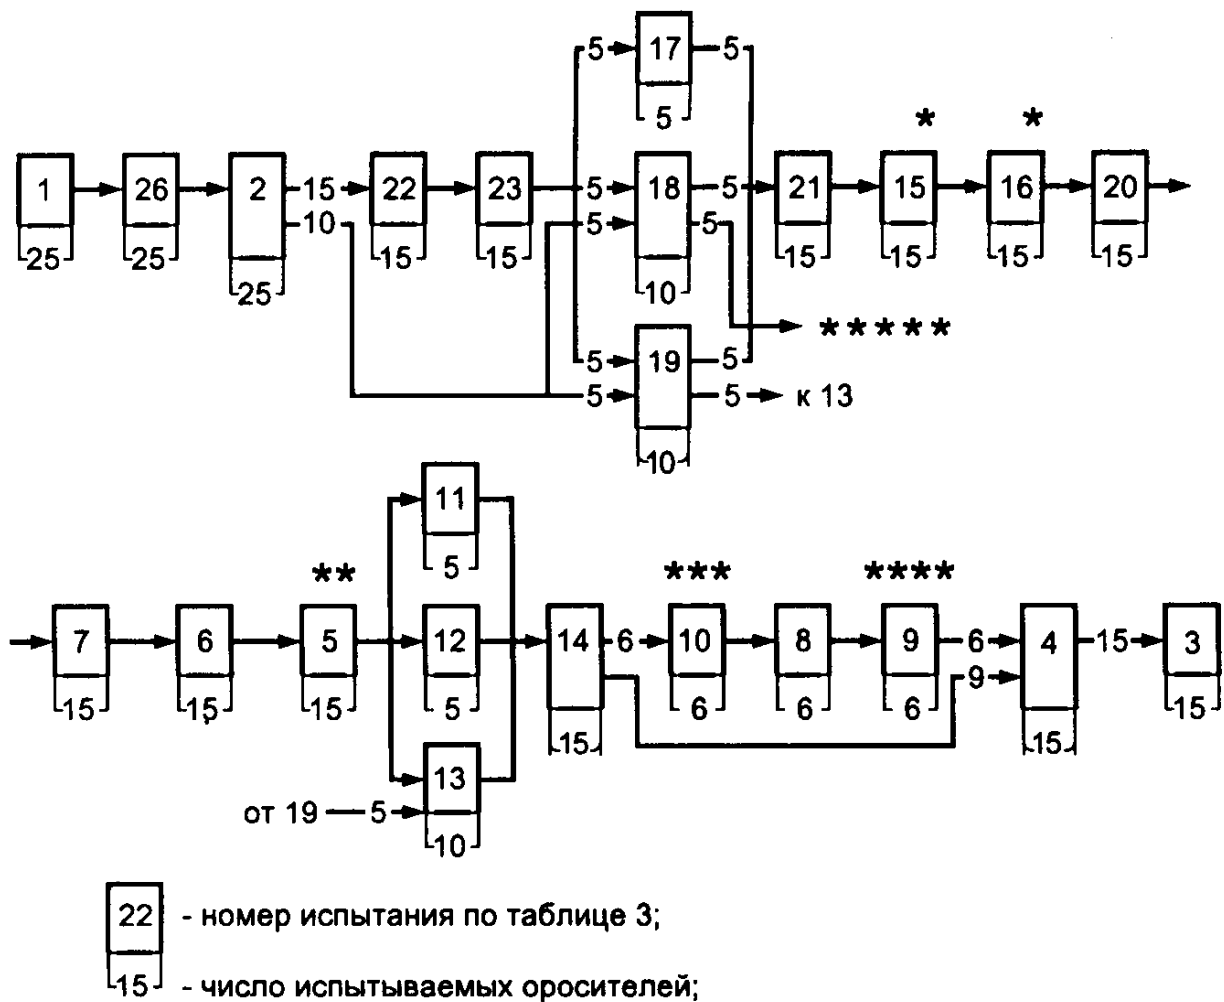 5 17 5
5
* *
1 26 2 15 22 23 5 18 5 21 15 16 20
10 5 5
25 25 15 15 15 15 15 15
25 10
*****
5 19 5
5 5 к 13
10
11
5
** *** ****
7 6 5 12 14 6 10 8 9 6 4 15 3
9
15 15 15 5 6 6 6 15
15 15
13
от 19 5
10
22 - номер испытания по таблице 3;
15 - число испытываемых оросителей;